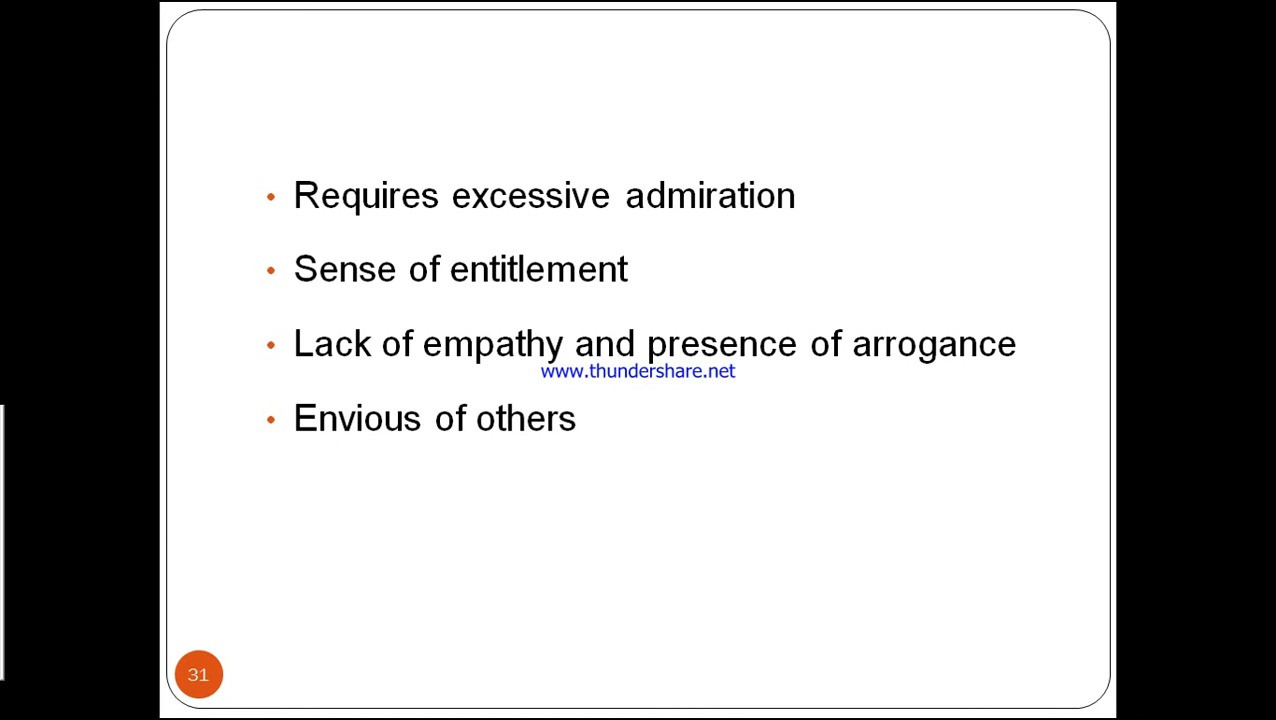 Requires excessive admiration
Sense of entitlement
Lack of empathy and presence of arrogance
www.thundershare.net
Envious of others
31